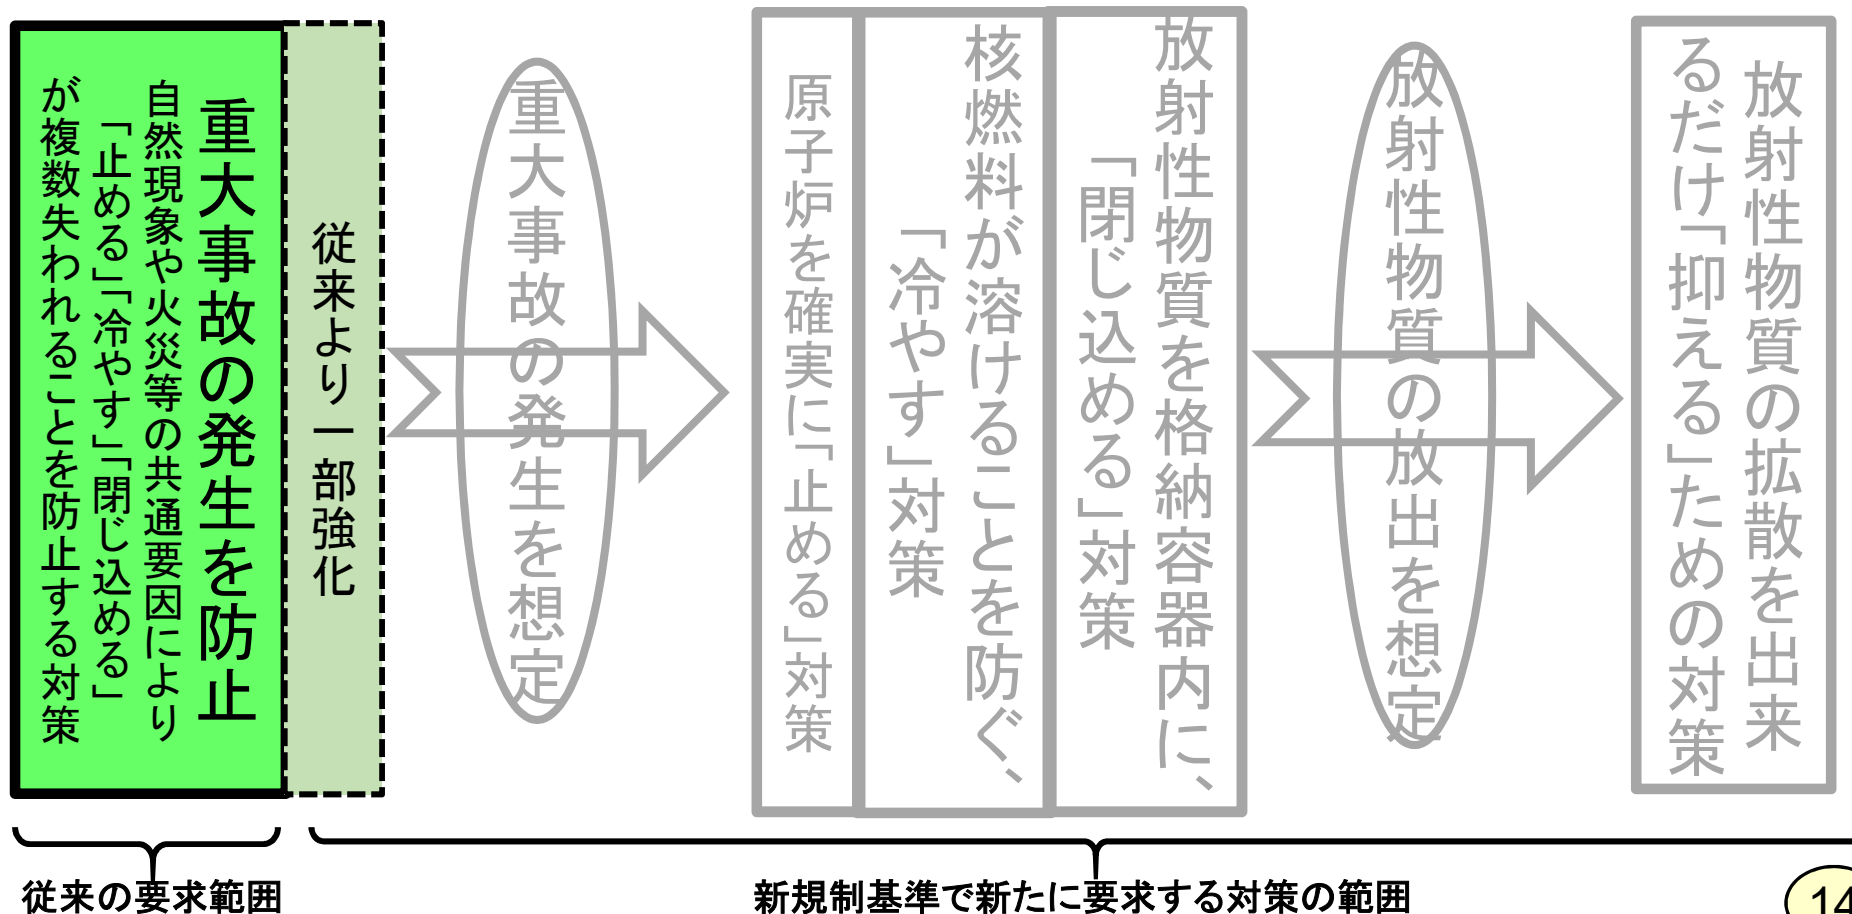 重大事故の発生を防止
自然現象や火災等の共通要因により
「止める」「冷やす」「閉じ込める」
が複数失われることを防止する対策
従来より一部強化
重大事故の発生を想定
原子炉を確実に「止める」対策
核燃料が溶けることを防ぐ、
「冷やす」対策
放射性物質を格納容器内に、
「閉じ込める」対策
放射性物質の放出を想定
放射性物質の拡散を出来
るだけ「抑える」ための対策
従来の要求範囲
新規制基準で新たに要求する対策の範囲
14